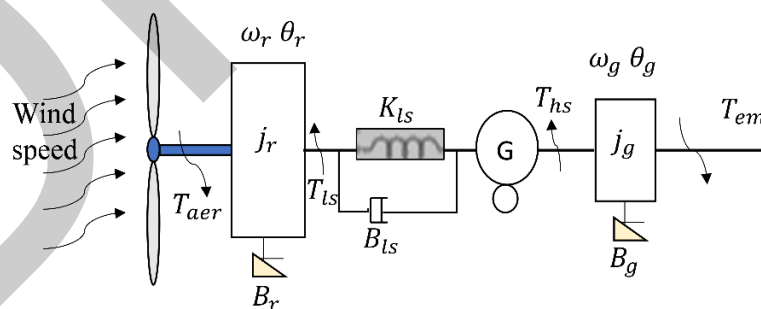 ω_r θ_r
ω_g θ_g
Wind
speed
K_ls
T_hs
T_em
j_r
G
j_g
T_aer
T_ls
B_ls
B_r
B_g